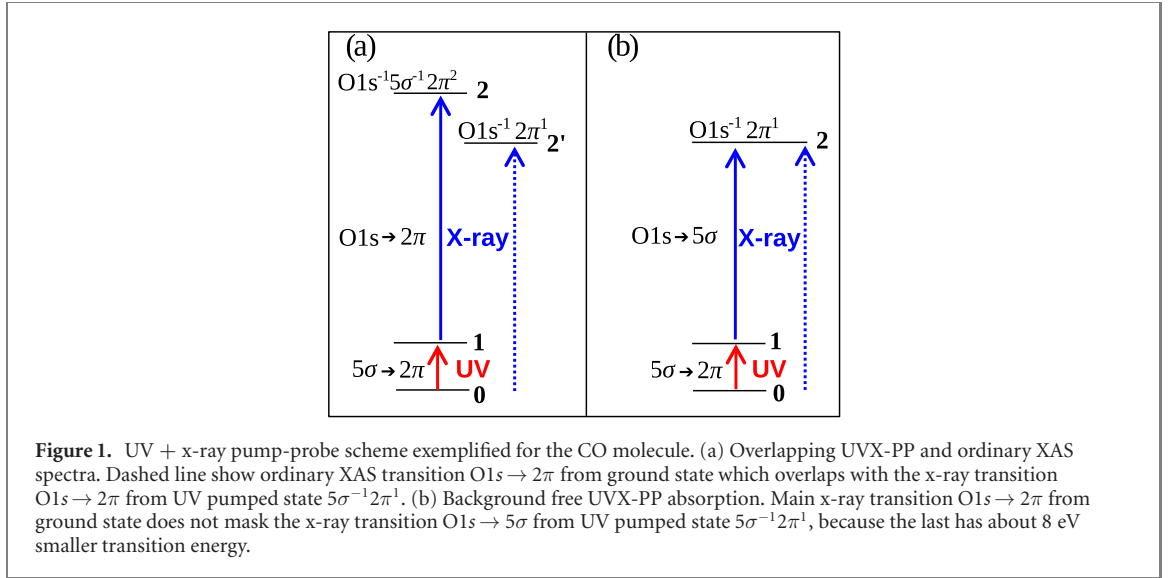 (a)
O1s⁻¹5σ⁻¹2π² 2
O1s⁻¹ 2π¹ 2'
O1s→2π X-ray
1
5σ→2π UV
0
(b)
O1s⁻¹ 2π¹ 2
O1s→5σ X-ray
1
5σ→2π UV
0
Figure 1. UV + x-ray pump-probe scheme exemplified for the CO molecule. (a) Overlapping UVX-PP and ordinary XAS
spectra. Dashed line show ordinary XAS transition O1s → 2π from ground state which overlaps with the x-ray transition
O1s → 2π from UV pumped state 5σ⁻¹2π¹. (b) Background free UVX-PP absorption. Main x-ray transition O1s → 2π from
ground state does not mask the x-ray transition O1s → 5σ from UV pumped state 5σ⁻¹2π¹, because the last has about 8 eV
smaller transition energy.